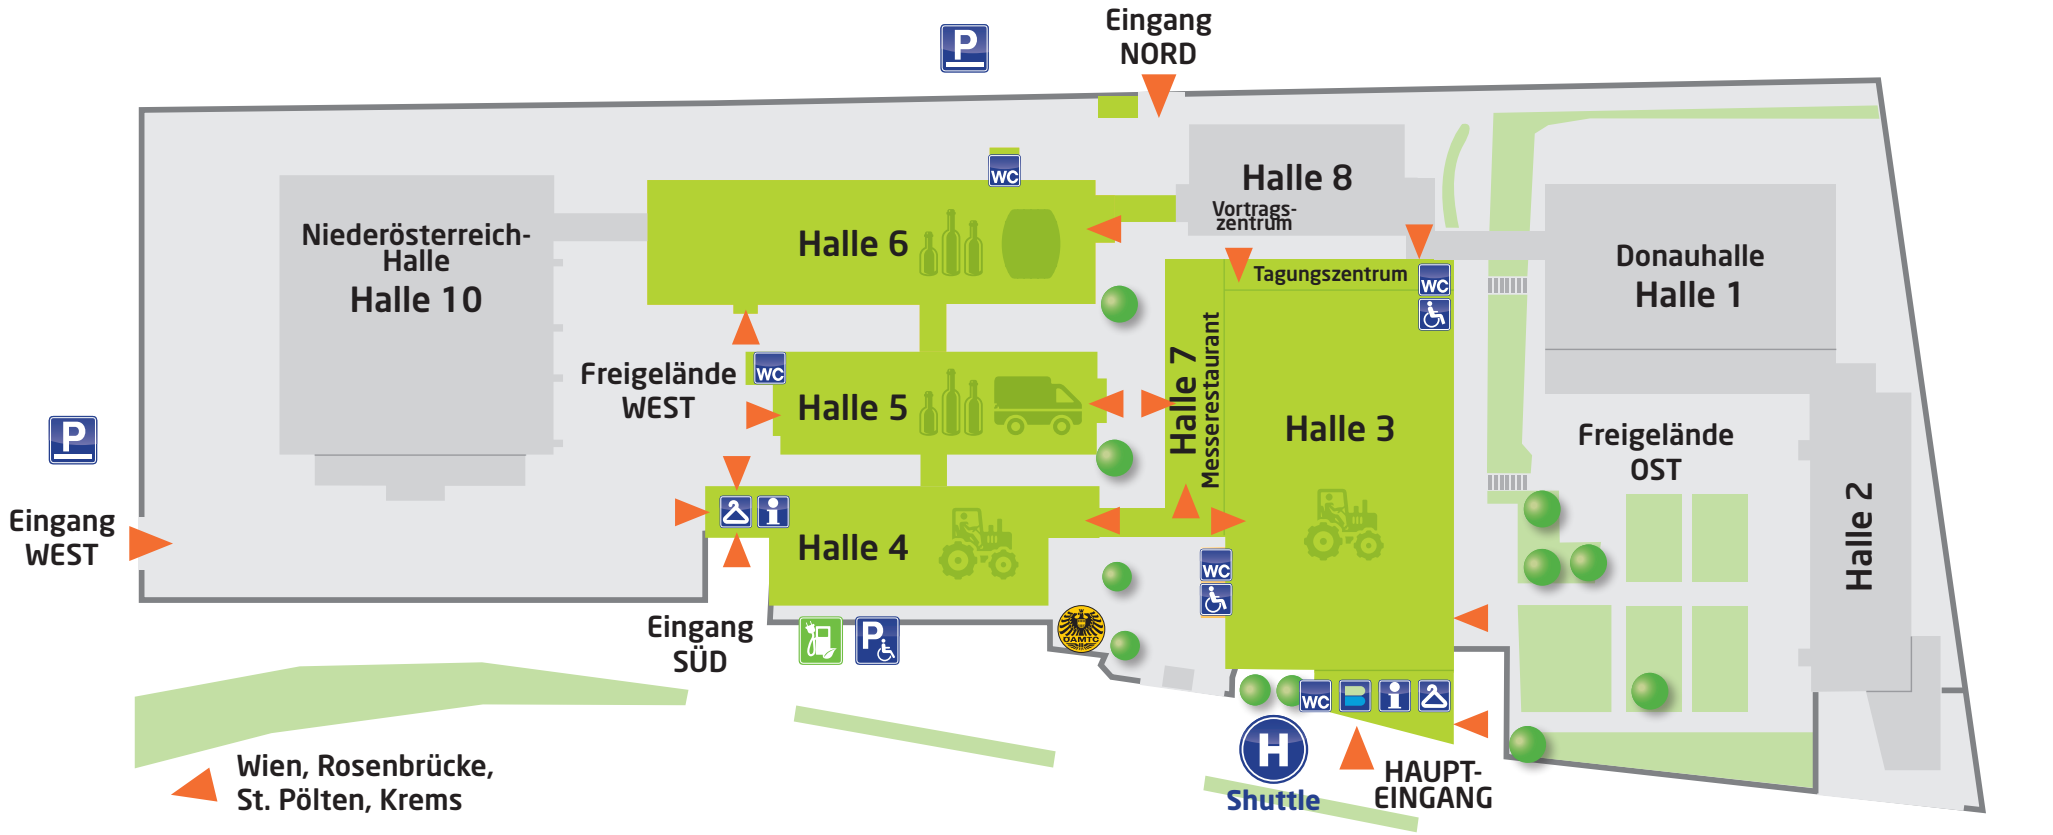 Eingang
NORD
P
WC
Halle 8
Vortrags-
zentrum
Niederösterreich-
Halle
Halle 10
Halle 6
Tagungszentrum
WC
Donauhalle
Halle 1
Freigelände
WEST
WC
Halle 5
Halle 7
Messerestaurant
Halle 3
Freigelände
OST
P
Eingang
WEST
i
Halle 4
WC
Halle 2
Eingang
SÜD
P
ÖAMTC
WC
B
i
H
Shuttle
HAUPT-
EINGANG
Wien, Rosenbrücke,
St. Pölten, Krems